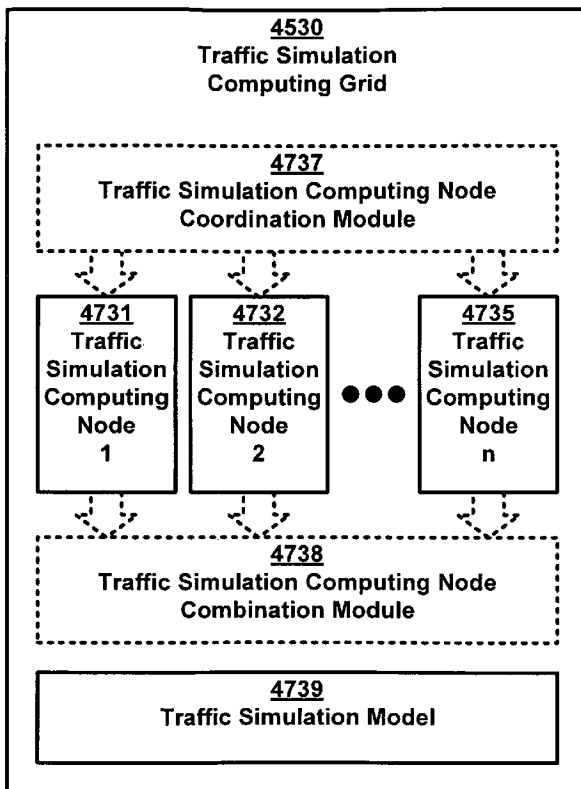 4530
Traffic Simulation
Computing Grid
4737
Traffic Simulation Computing Node
Coordination Module
4731
Traffic
Simulation
Computing
Node
1
4732
Traffic
Simulation
Computing
Node
2
4735
Traffic
Simulation
Computing
Node
n
4738
Traffic Simulation Computing Node
Combination Module
4739
Traffic Simulation Model